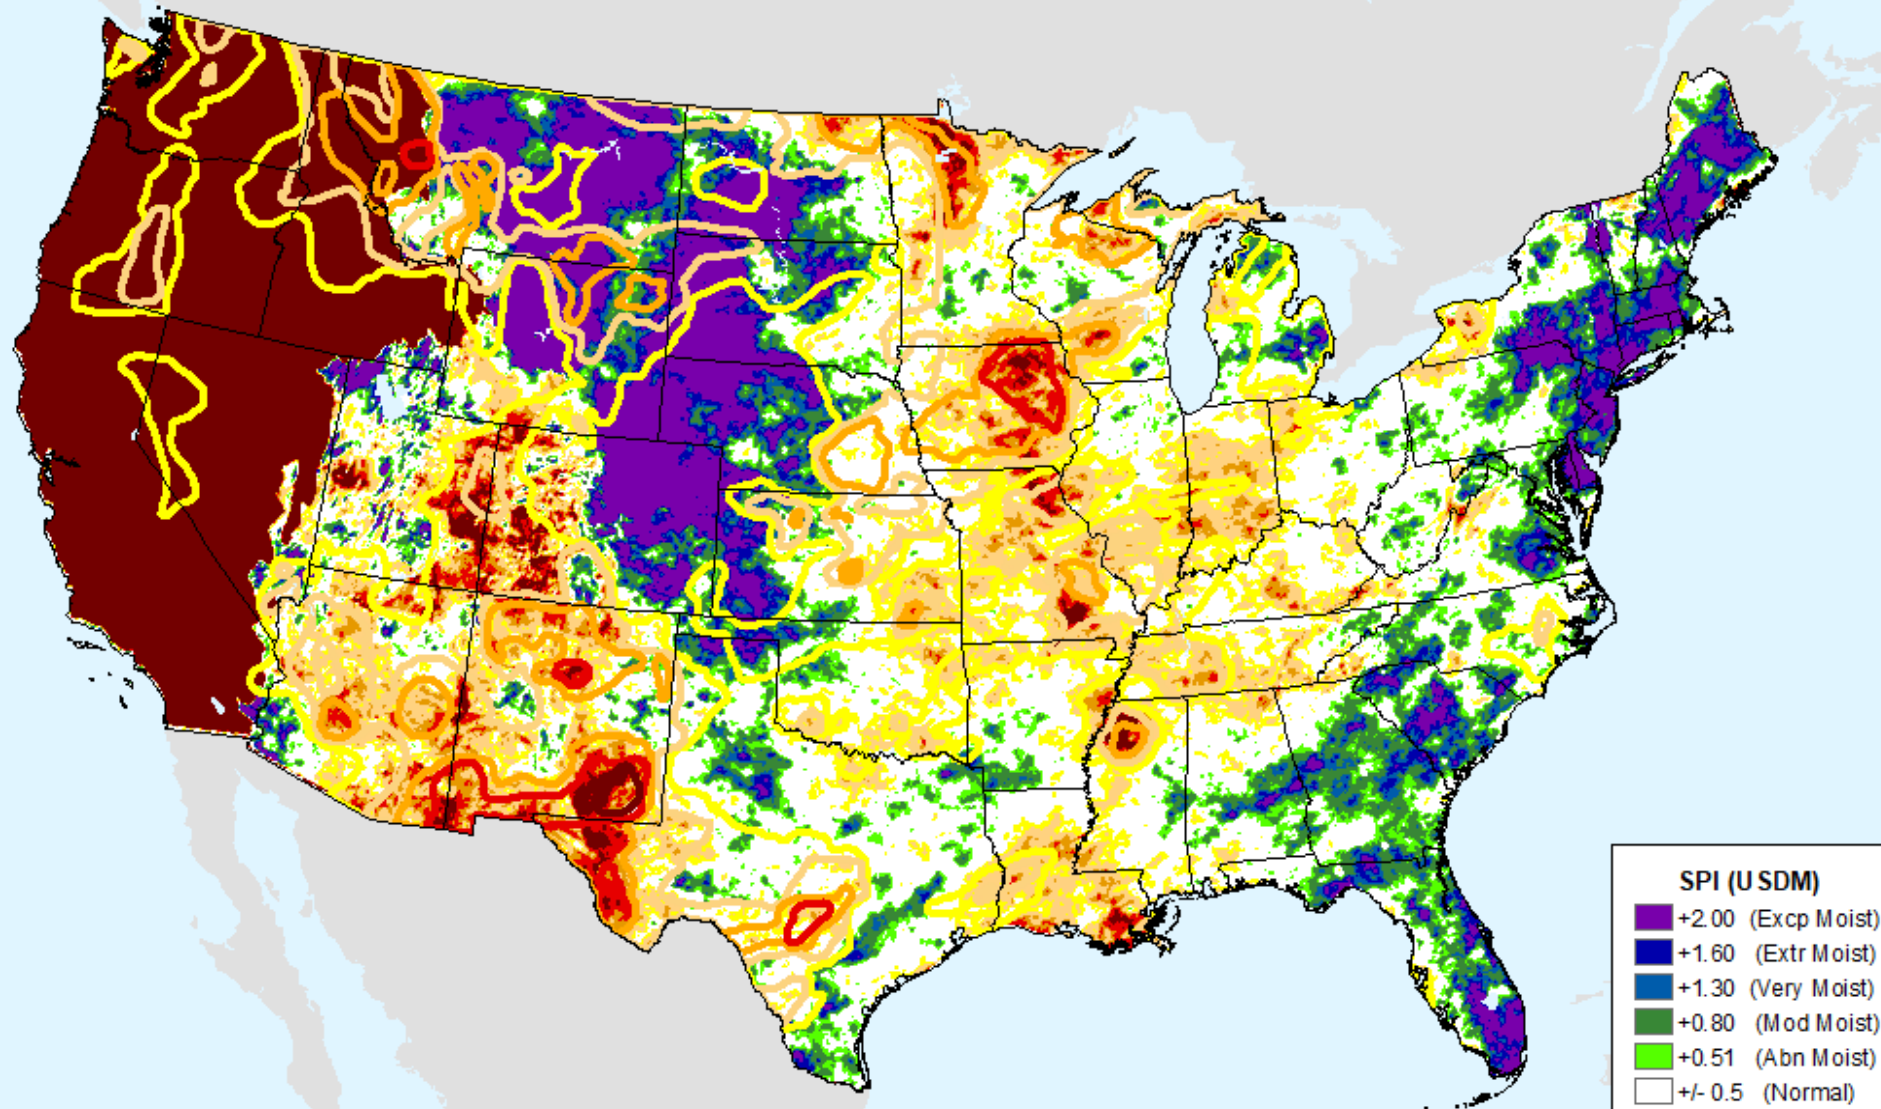 SPI (USDM)
+2.00 (Excp Moist)
+1.60 (Extr Moist)
+1.30 (Very Moist)
+0.80 (Mod Moist)
+0.51 (Abn Moist)
+/- 0.5 (Normal)